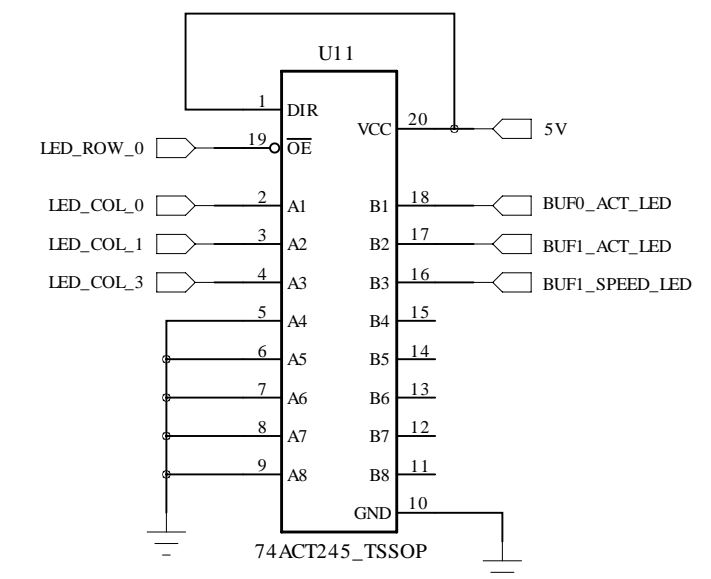 U11
1 DIR
VCC 20 5V
LED_ROW_0 19 OE
LED_COL_0 2 A1 B1 18 BUF0_ACT_LED
LED_COL_1 3 A2 B2 17 BUF1_ACT_LED
LED_COL_3 4 A3 B3 16 BUF1_SPEED_LED
5 A4 B4 15
6 A5 B5 14
7 A6 B6 13
8 A7 B7 12
9 A8 B8 11
GND 10
74ACT245_TSSOP